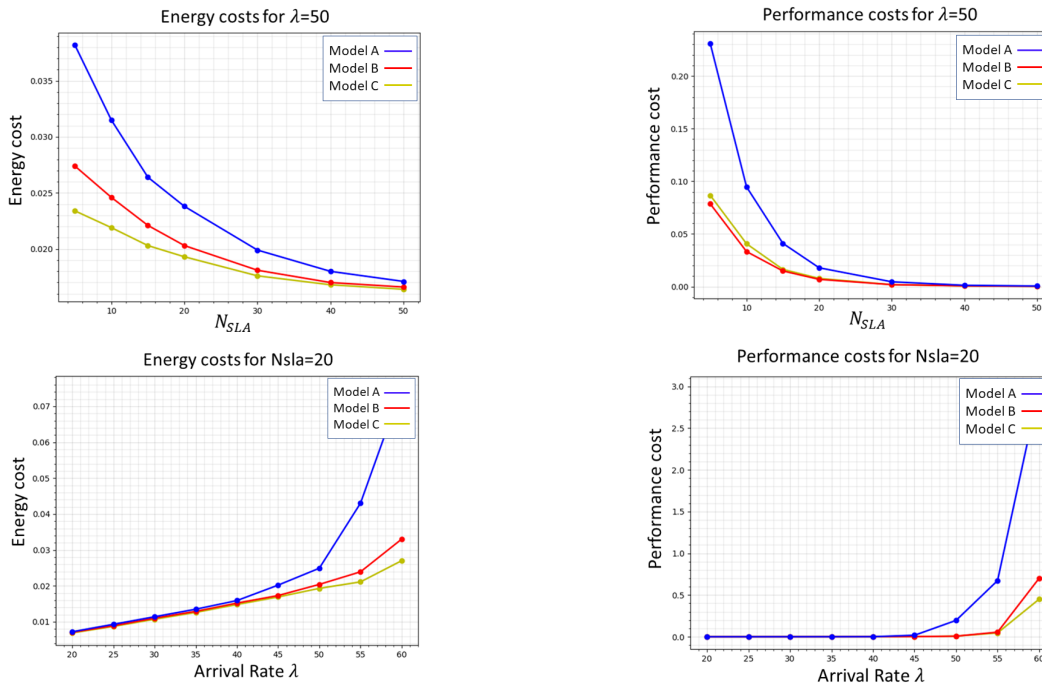 Energy costs for λ=50
Model A
Model B
Model C
0.035
0.030
0.025
0.020
Energy cost
10 20 30 40 50
N_SLA
Performance costs for λ=50
Model A
Model B
Model C
0.20
0.15
0.10
0.05
0.00
Performance cost
10 20 30 40 50
N_SLA
Energy costs for Nsla=20
Model A
Model B
Model C
0.07
0.06
0.05
0.04
0.03
0.02
0.01
Energy cost
20 25 30 35 40 45 50 55 60
Arrival Rate λ
Performance costs for Nsla=20
Model A
Model B
Model C
3.0
2.5
2.0
1.5
1.0
0.5
0.0
Performance cost
20 25 30 35 40 45 50 55 60
Arrival Rate λ